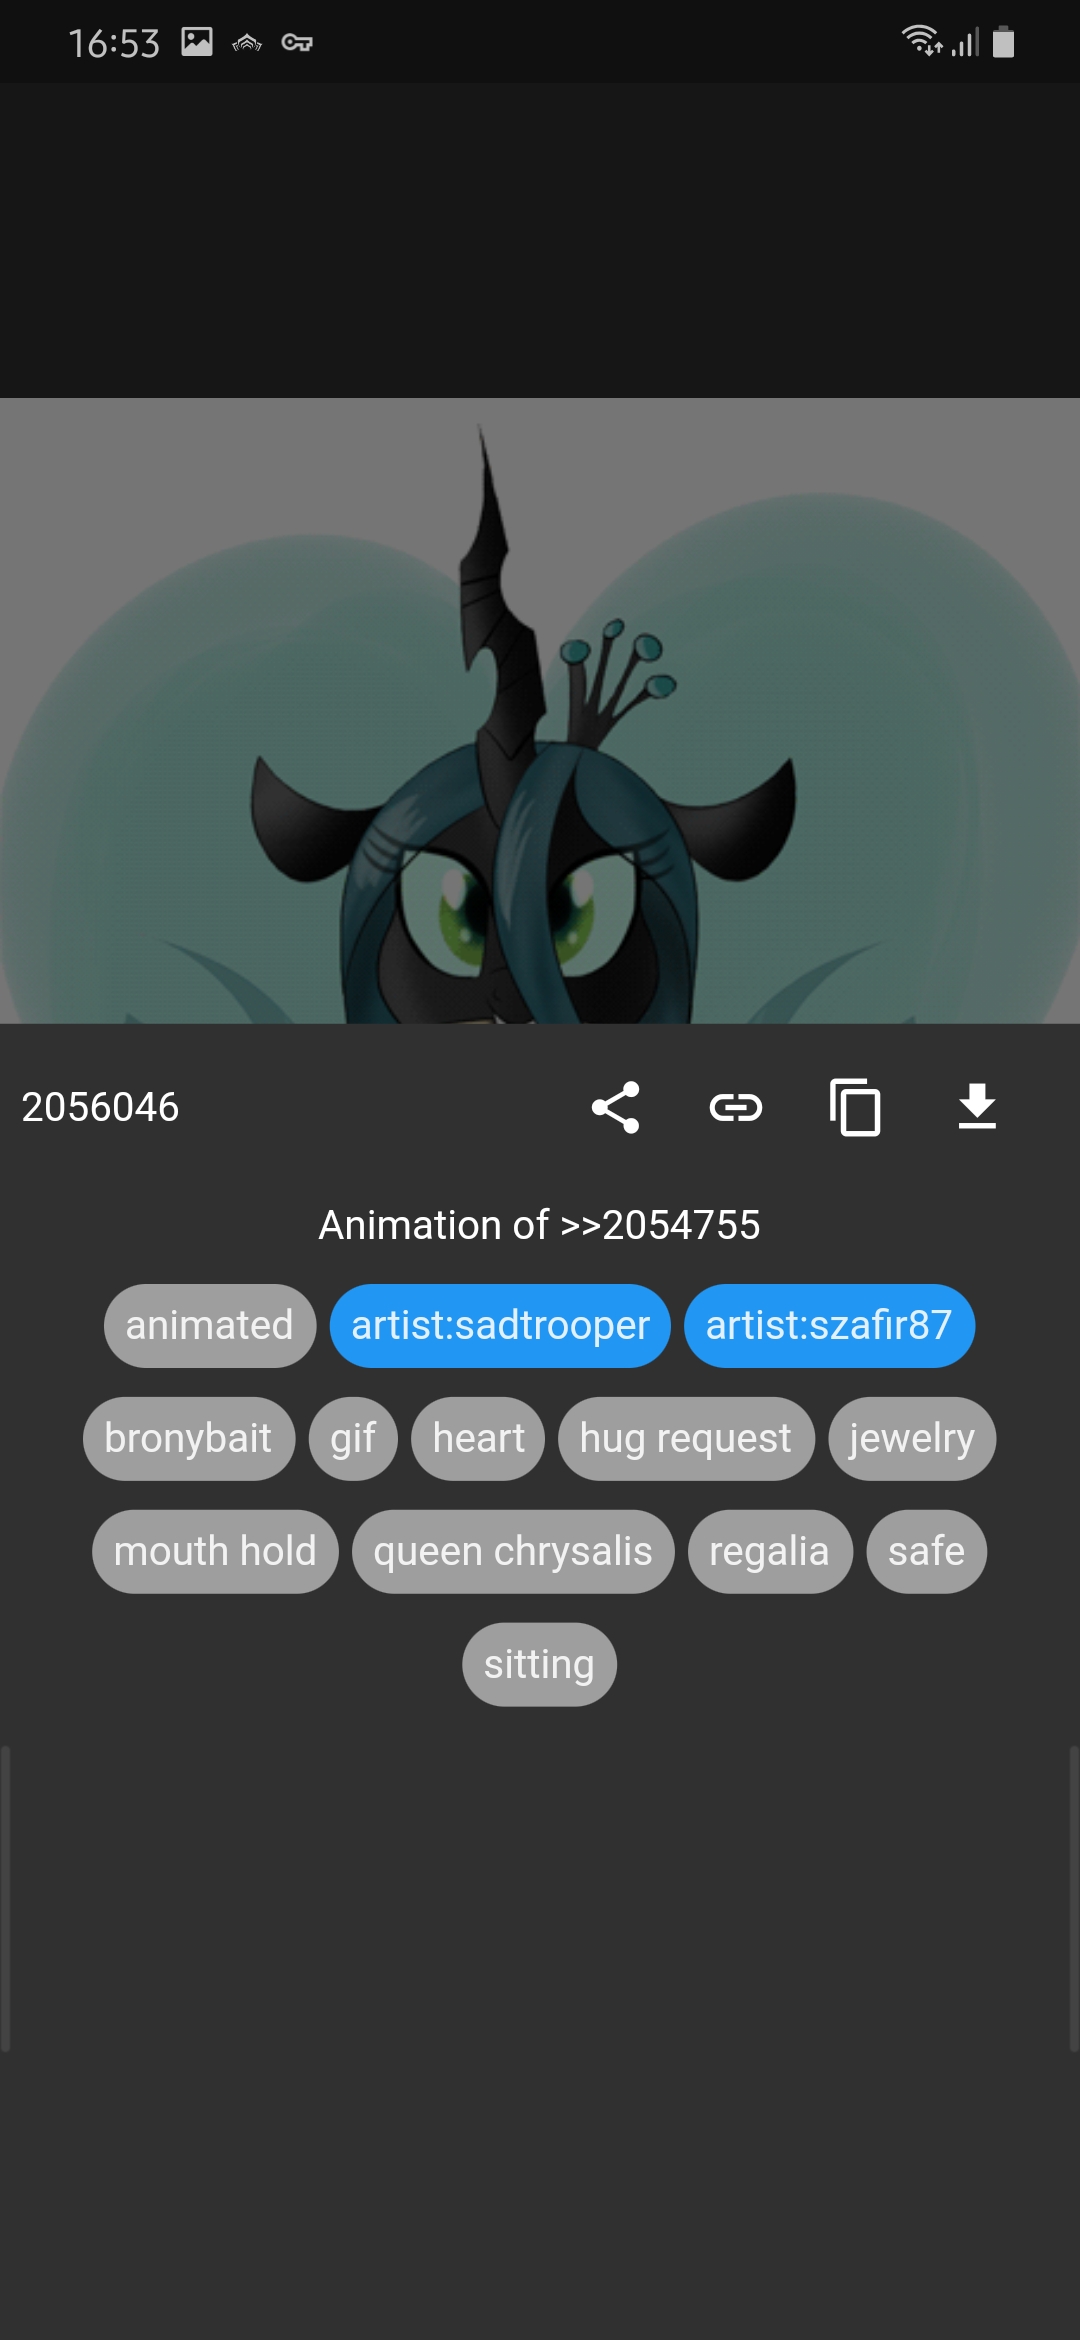 16:53
2056046
Animation of >>2054755
animated artist:sadtrooper artist:szafir87
bronybait gif heart hug request jewelry
mouth hold queen chrysalis regalia safe
sitting